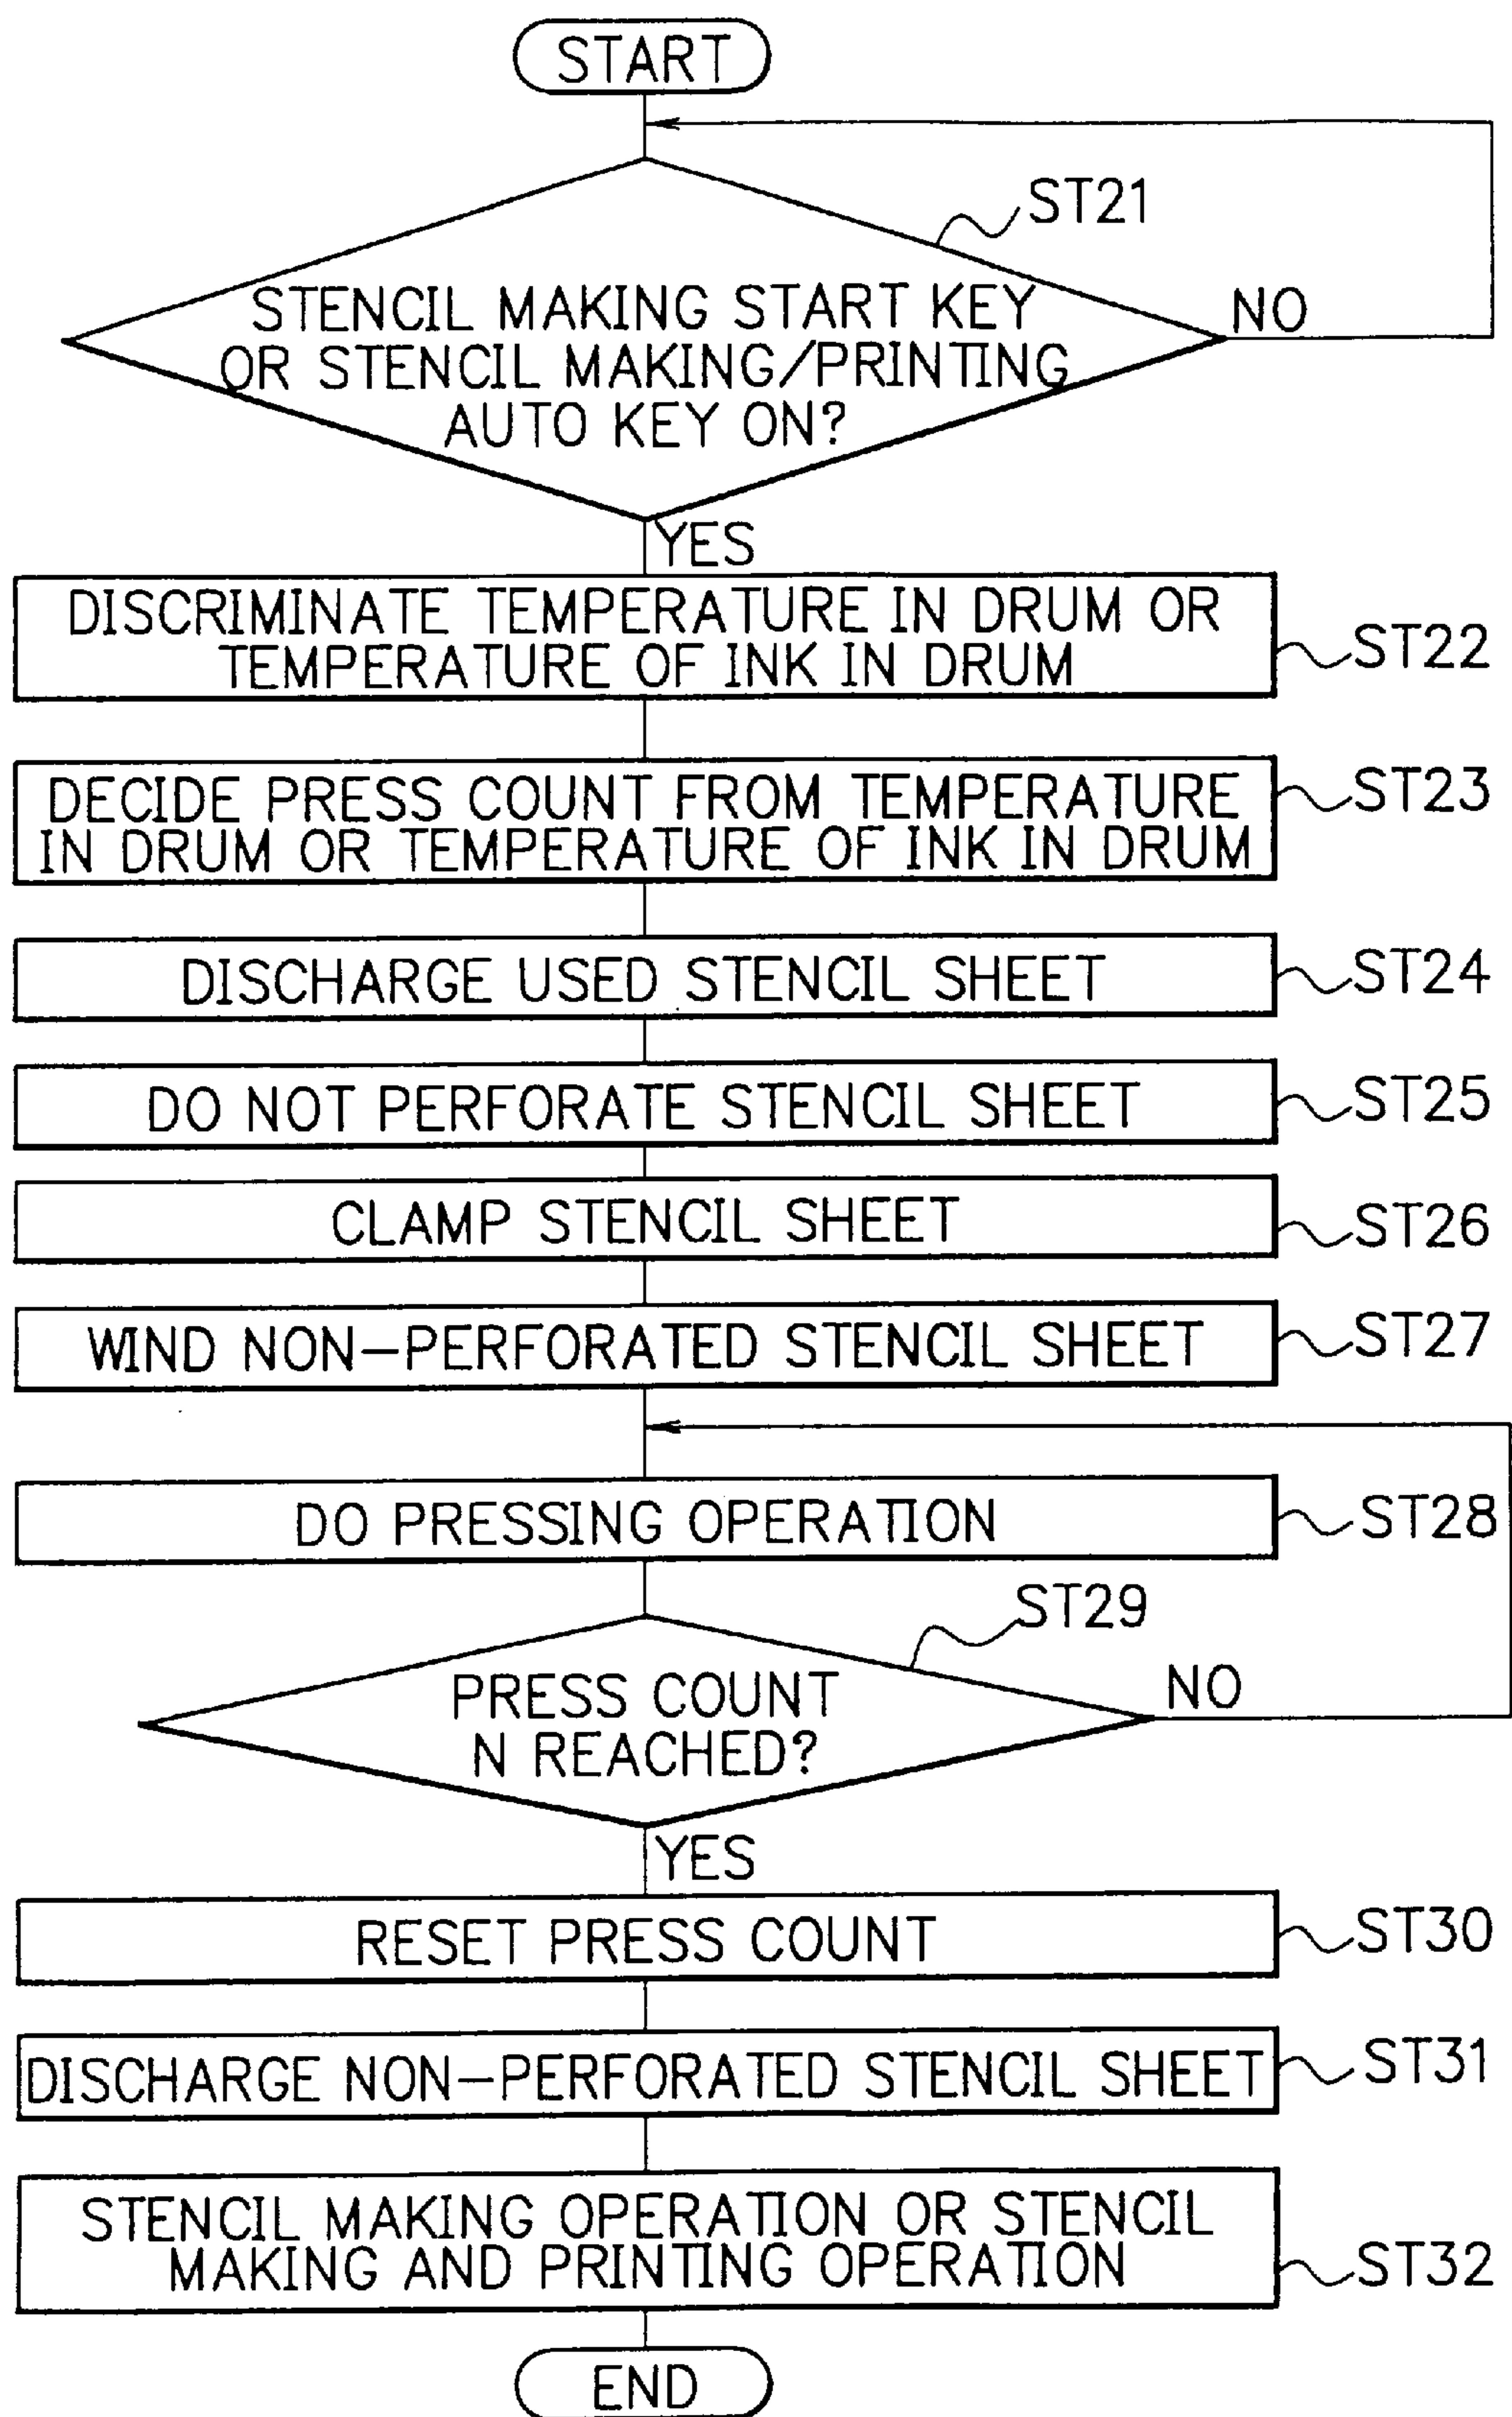 START
ST21
STENCIL MAKING START KEY
OR STENCIL MAKING/PRINTING
AUTO KEY ON?
NO
YES
DISCRIMINATE TEMPERATURE IN DRUM OR
TEMPERATURE OF INK IN DRUM
ST22
DECIDE PRESS COUNT FROM TEMPERATURE
IN DRUM OR TEMPERATURE OF INK IN DRUM
ST23
DISCHARGE USED STENCIL SHEET
ST24
DO NOT PERFORATE STENCIL SHEET
ST25
CLAMP STENCIL SHEET
ST26
WIND NON-PERFORATED STENCIL SHEET
ST27
DO PRESSING OPERATION
ST28
ST29
PRESS COUNT
N REACHED?
NO
YES
RESET PRESS COUNT
ST30
DISCHARGE NON-PERFORATED STENCIL SHEET
ST31
STENCIL MAKING OPERATION OR STENCIL
MAKING AND PRINTING OPERATION
ST32
END